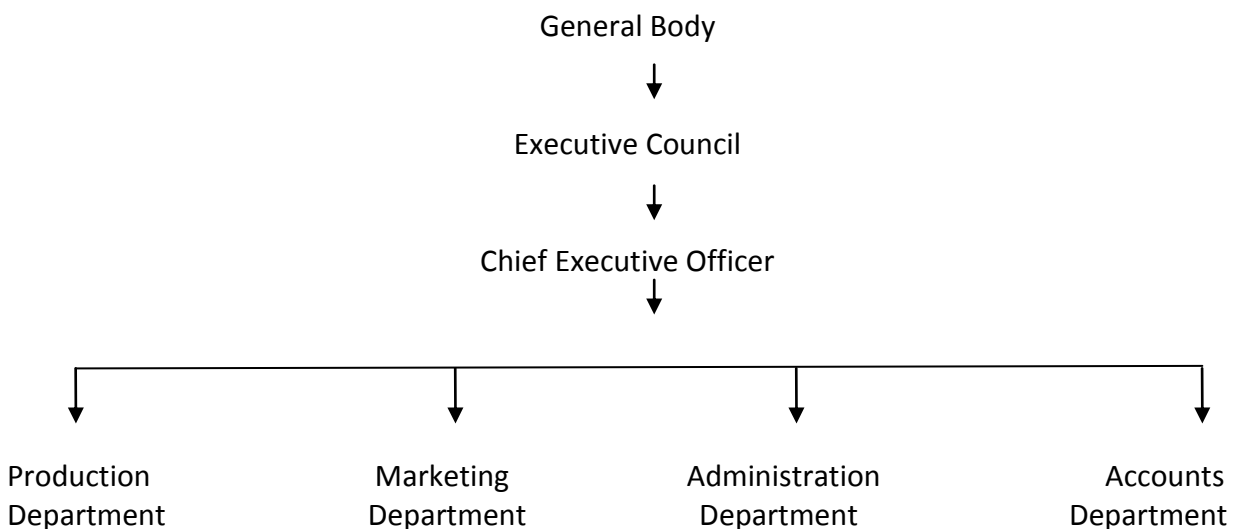 General Body
Executive Council
Chief Executive Officer
Production Department
Marketing Department
Administration Department
Accounts Department